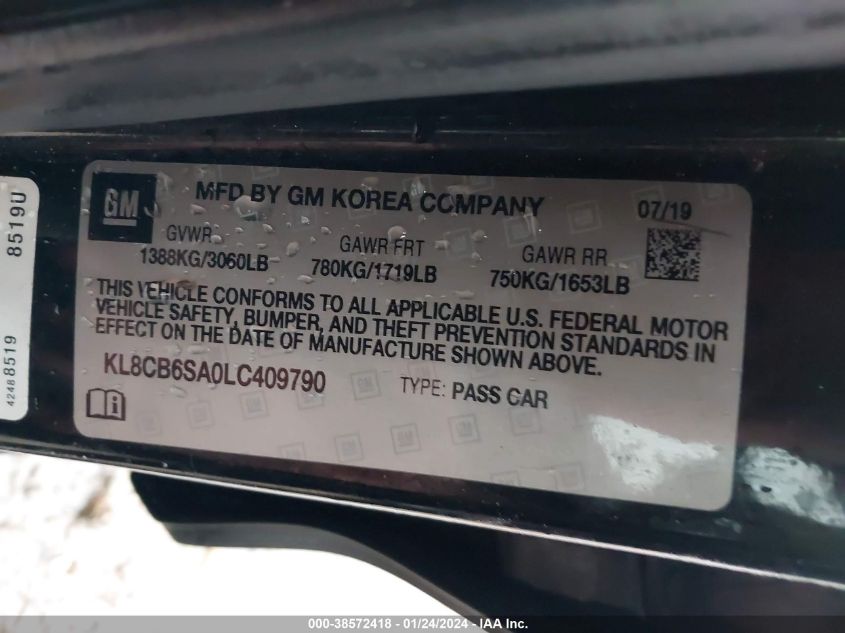 8519U
42488519
GM
MFD BY GM KOREA COMPANY
07/19
GVWR
1388KG/3060LB
GAWR FRT
780KG/1719LB
GAWR RR
750KG/1653LB
THIS VEHICLE CONFORMS TO ALL APPLICABLE U.S. FEDERAL MOTOR
VEHICLE SAFETY, BUMPER, AND THEFT PREVENTION STANDARDS IN
EFFECT ON THE DATE OF MANUFACTURE SHOWN ABOVE.
KL8CB6SA0LC409790
TYPE: PASS CAR
000-38572418 - 01/24/2024 - IAA Inc.